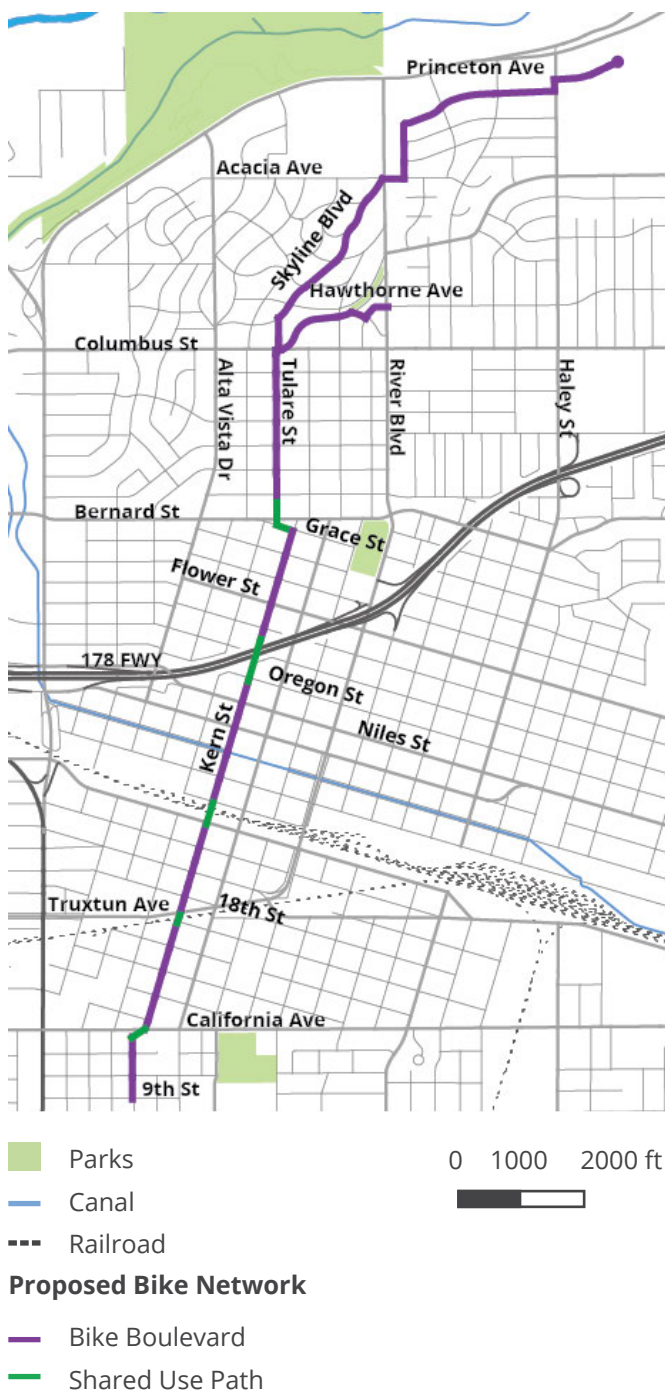 Princeton Ave
Acacia Ave
Skyline Blvd
Hawthorne Ave
Columbus St
Alta Vista Dr
Tulare St
River Blvd
Haley St
Bernard St
Grace St
Flower St
178 FWY
Oregon St
Kern St
Niles St
Truxtun Ave
18th St
California Ave
9th St
Parks
0 1000 2000 ft
Canal
Railroad
Proposed Bike Network
Bike Boulevard
Shared Use Path